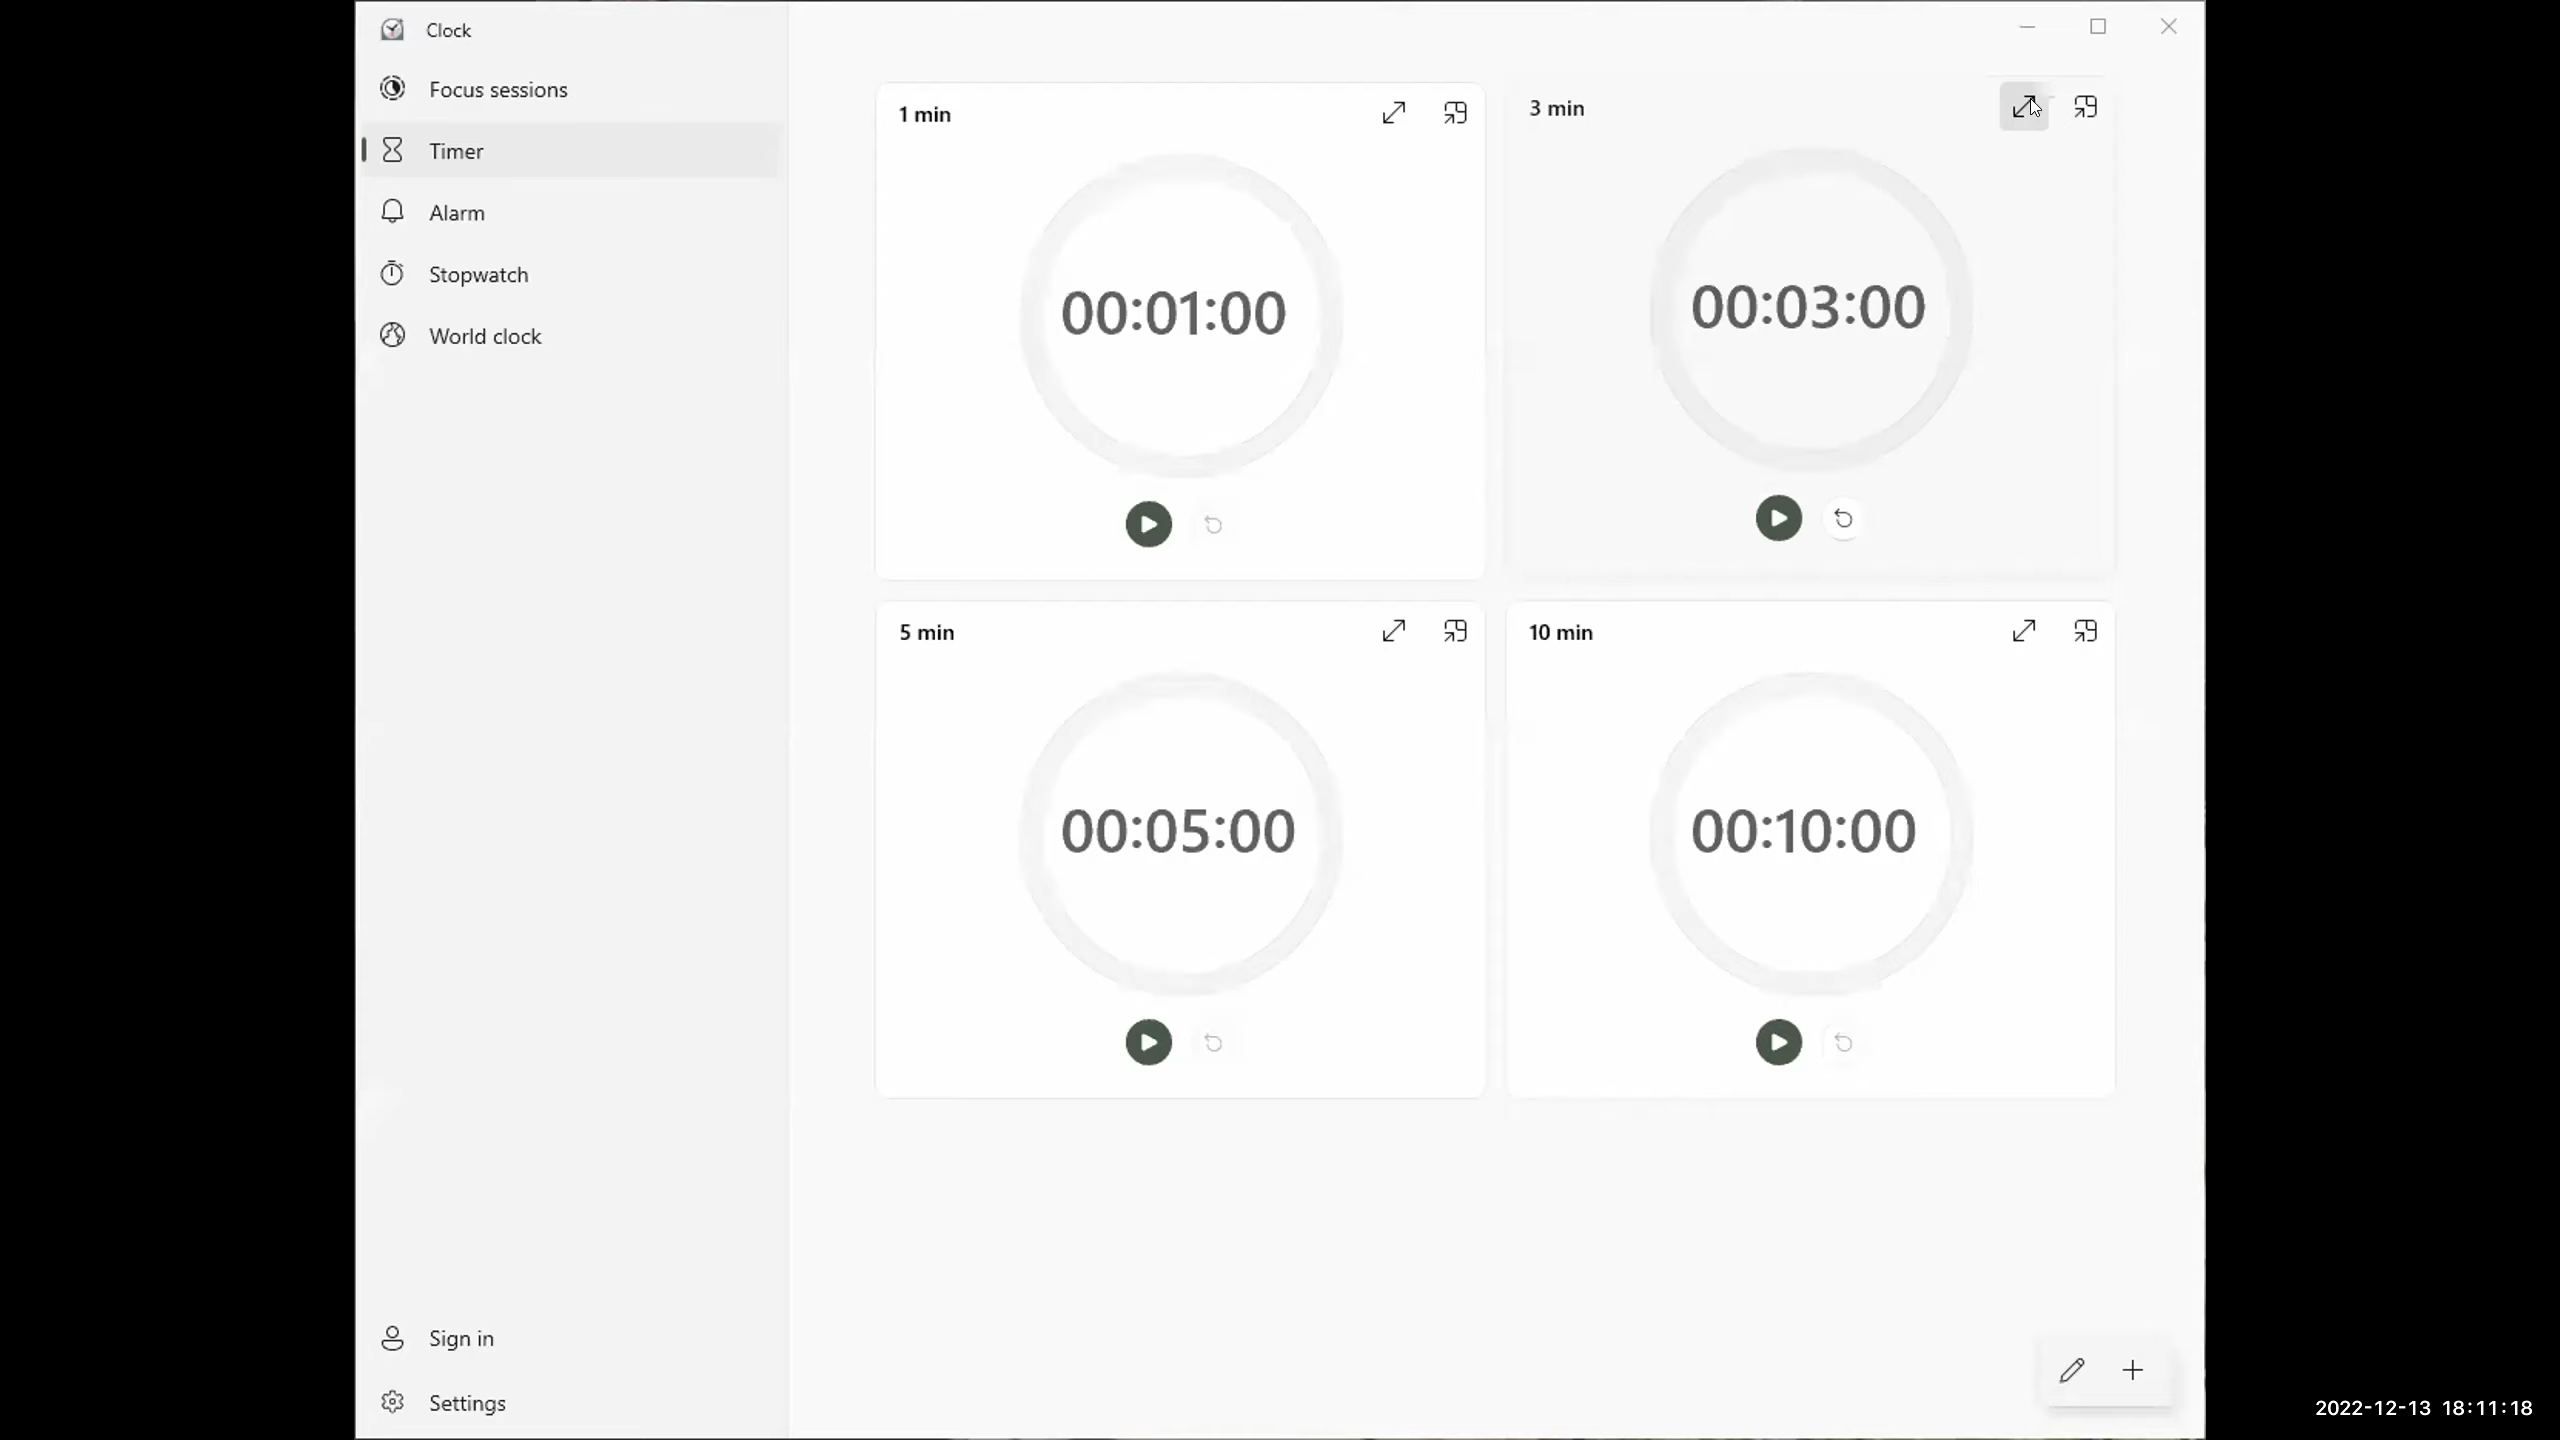 Clock
Focus sessions
Timer
Alarm
Stopwatch
World clock
1 min
00:01:00
3 min
00:03:00
5 min
00:05:00
10 min
00:10:00
Sign in
Settings
2022-12-13 18:11:18